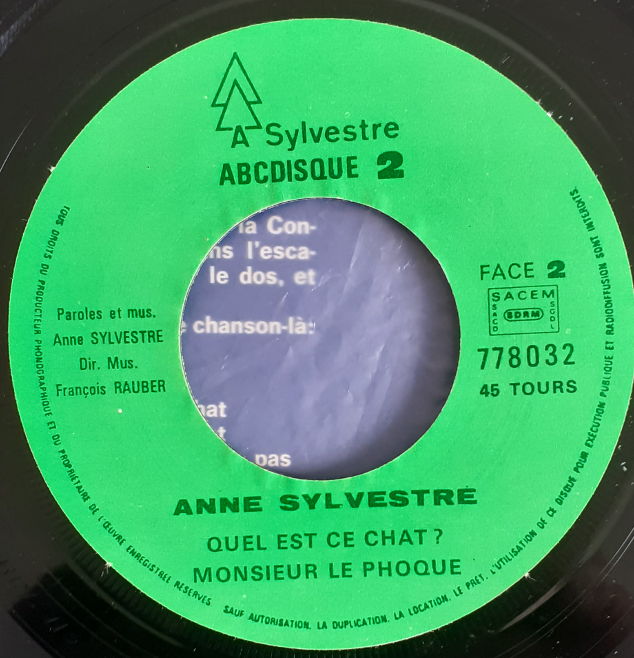 A Sylvestre
ABCDISQUE 2
la Con-
ns l'esca-
le dos, et
chanson-là:
hat
pas
FACE 2
SACEM
SACD
SDRM
SGDL
778032
45 TOURS
Paroles et mus.
Anne SYLVESTRE
Dir. Mus.
François RAUBER
ANNE SYLVESTRE
QUEL EST CE CHAT ?
MONSIEUR LE PHOQUE
TOUS DROITS DU PRODUCTEUR PHONOGRAPHIQUE ET DU PROPRIÉTAIRE DE L'ŒUVRE ENREGISTRÉE RÉSERVÉS. SAUF AUTORISATION, LA DUPLICATION, LA LOCATION, LE PRÊT, L'UTILISATION DE CE DISQUE POUR EXÉCUTION PUBLIQUE ET RADIODIFFUSION SONT INTERDITS.